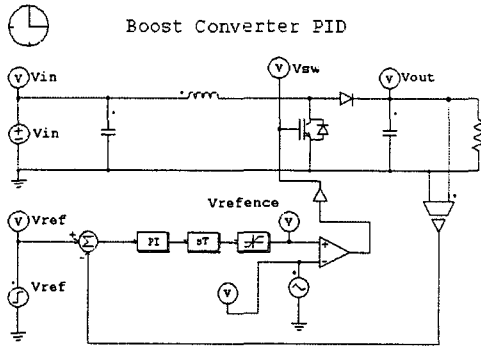 Boost Converter PID
V Vin
V Vsw
V Vout
Vin
Vrefence
V Vref
V
PI
sT
Vref
V